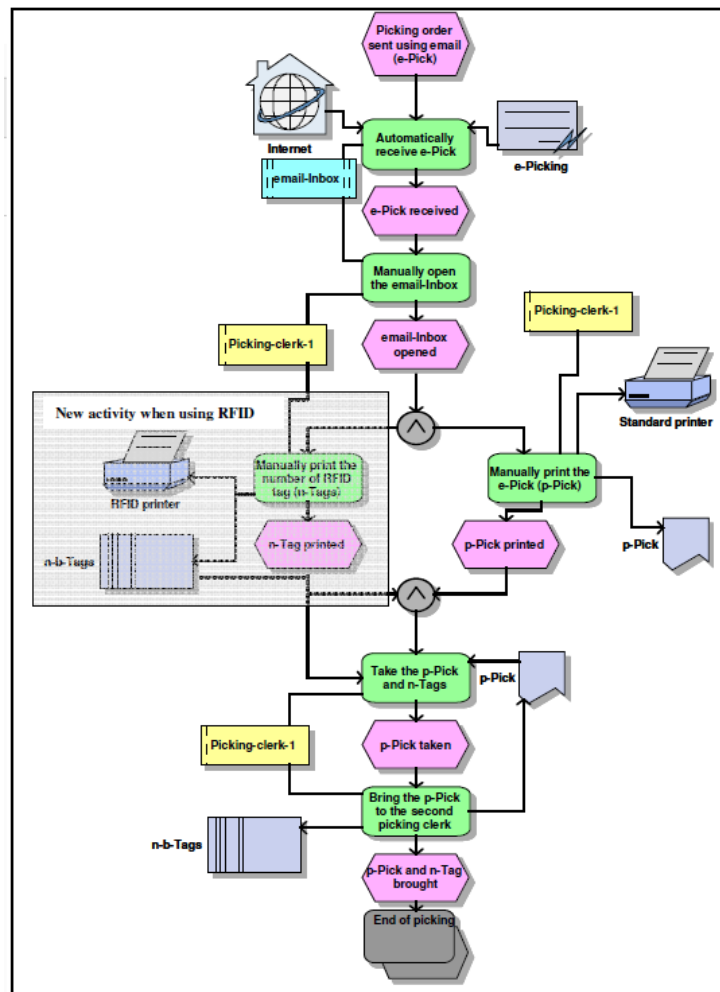 Picking order
sent using email
(e-Pick)
Internet
Automatically
receive e-Pick
e-Picking
email-Inbox
e-Pick received
Manually open
the email-Inbox
Picking-clerk-1
Picking-clerk-1
email-Inbox
opened
Standard printer
New activity when using RFID
Manually print the
number of RFID
tag (n-Tags)
Manually print the
e-Pick (p-Pick)
RFID printer
n-Tag printed
p-Pick printed
p-Pick
n-b-Tags
Take the p-Pick
and n-Tags
p-Pick
Picking-clerk-1
p-Pick taken
Bring the p-Pick
to the second
picking clerk
n-b-Tags
p-Pick and n-Tag
brought
End of picking